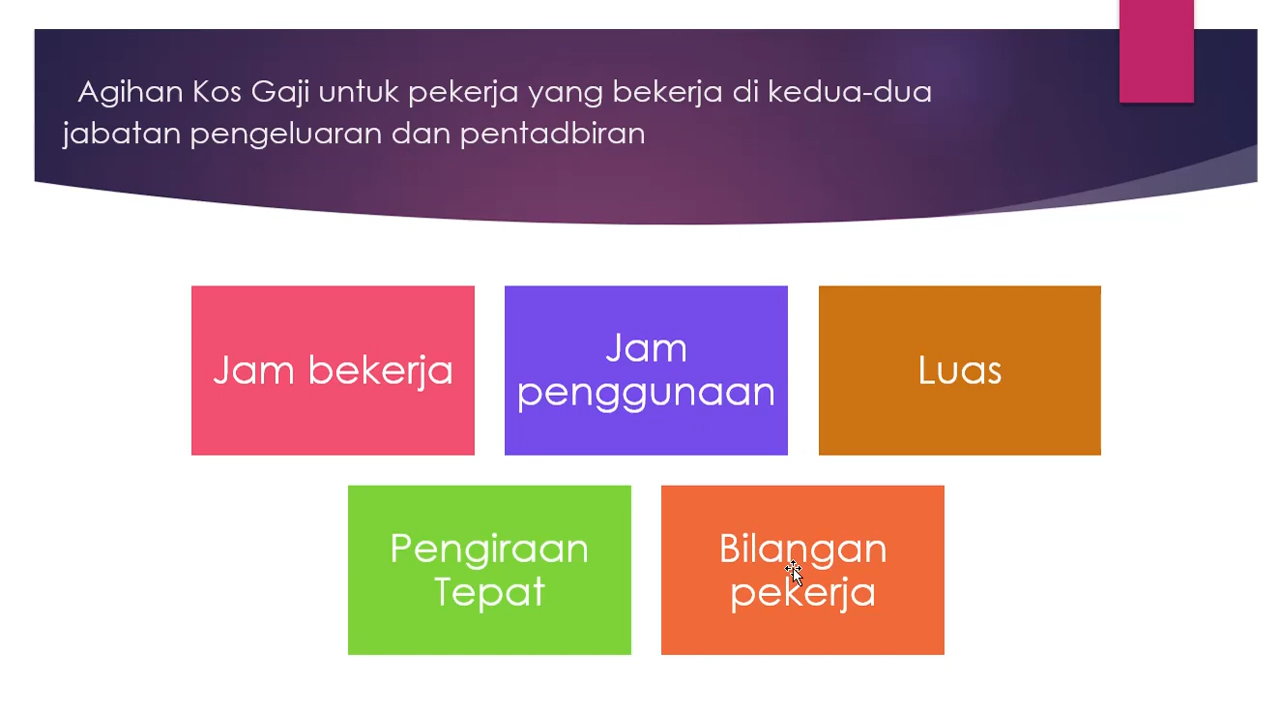 Agihan Kos Gaji untuk pekerja yang bekerja di kedua-dua
jabatan pengeluaran dan pentadbiran
Jam bekerja
Jam
penggunaan
Luas
Pengiraan
Tepat
Bilangan
pekerja